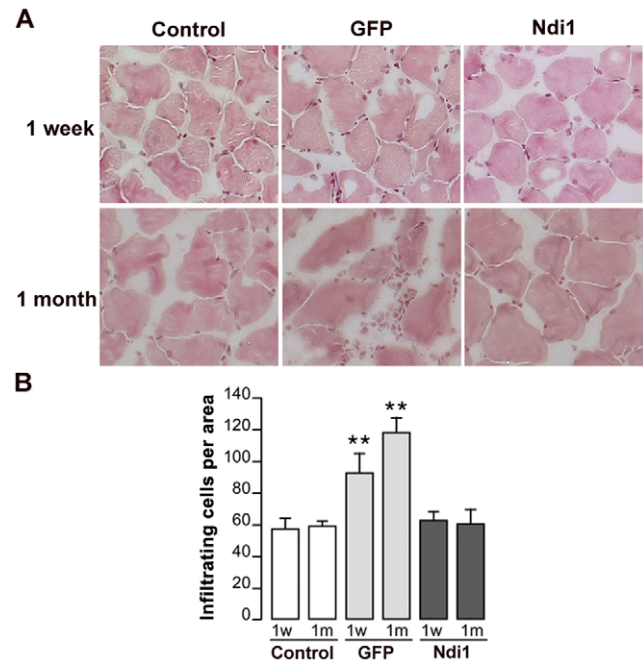 A
Control GFP Ndi1
1 week
1 month
B
Infiltrating cells per area
140
120
100
80
60
40
20
0
** **
1w 1m 1w 1m 1w 1m
Control GFP Ndi1